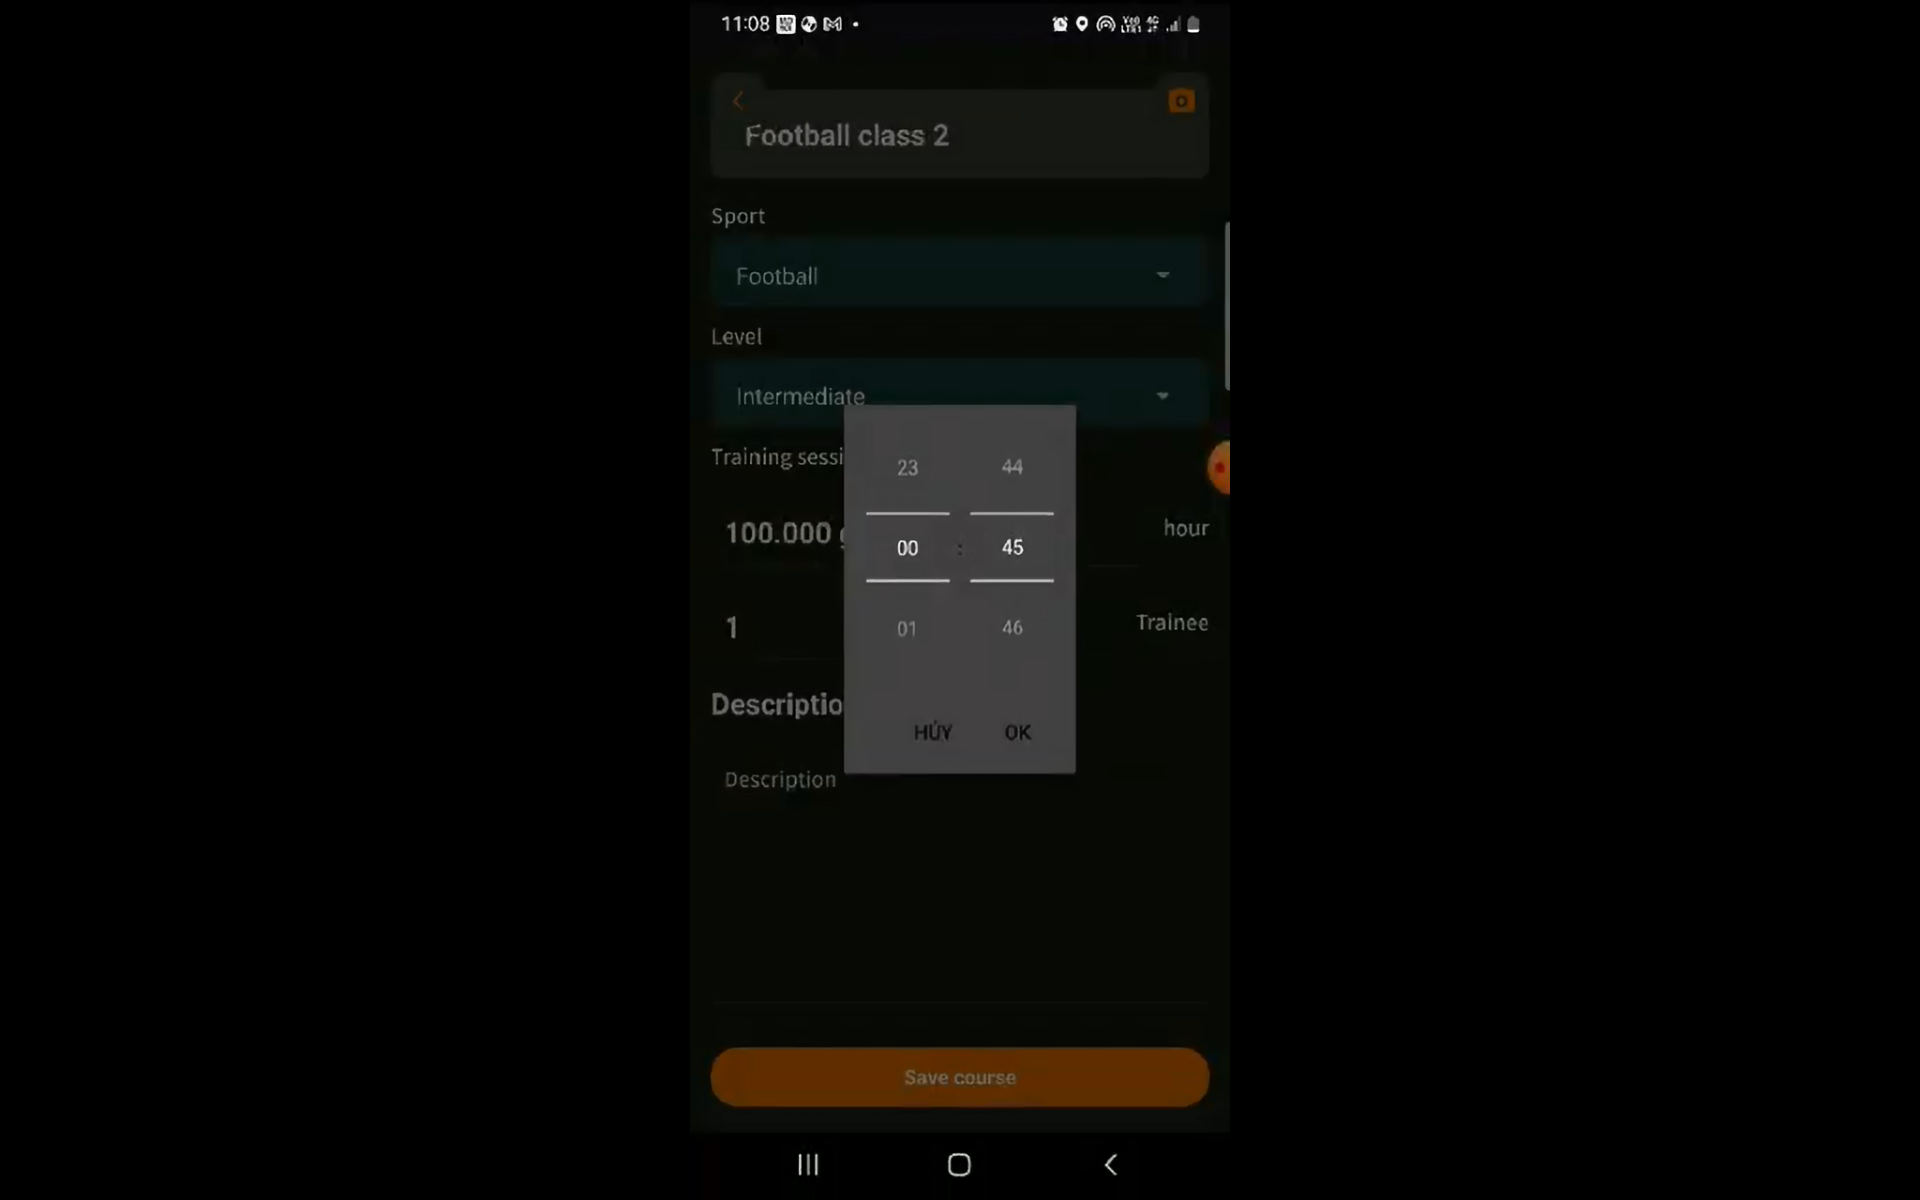 11:08
Football class 2
Sport
Football
Level
Intermediate
Training sessi
23 44
100.000
hour
00 : 45
01 46
1
Trainee
Descriptio
HỦY OK
Description
Save course